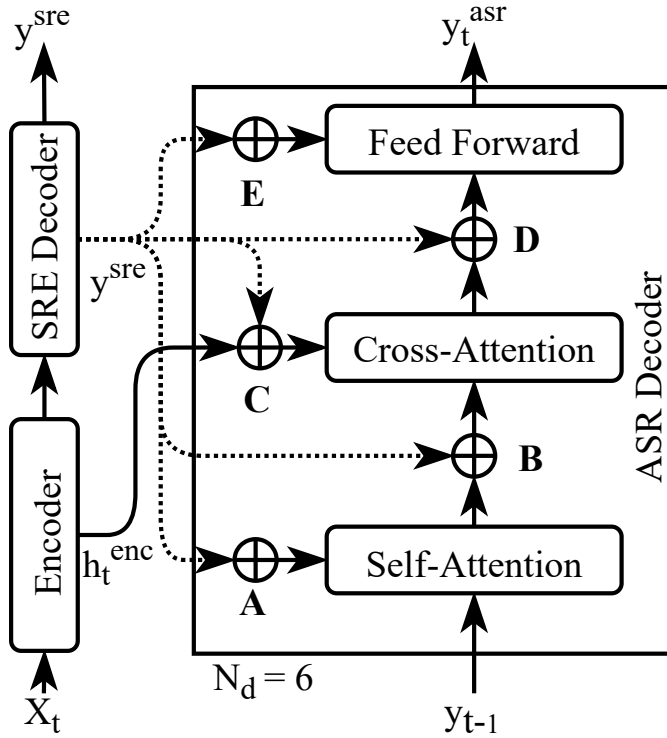 y^sre
y_t^asr
Feed Forward
E
D
SRE Decoder
y^sre
Cross-Attention
C
ASR Decoder
B
Encoder
h_t^enc
Self-Attention
A
N_d = 6
X_t
y_t-1